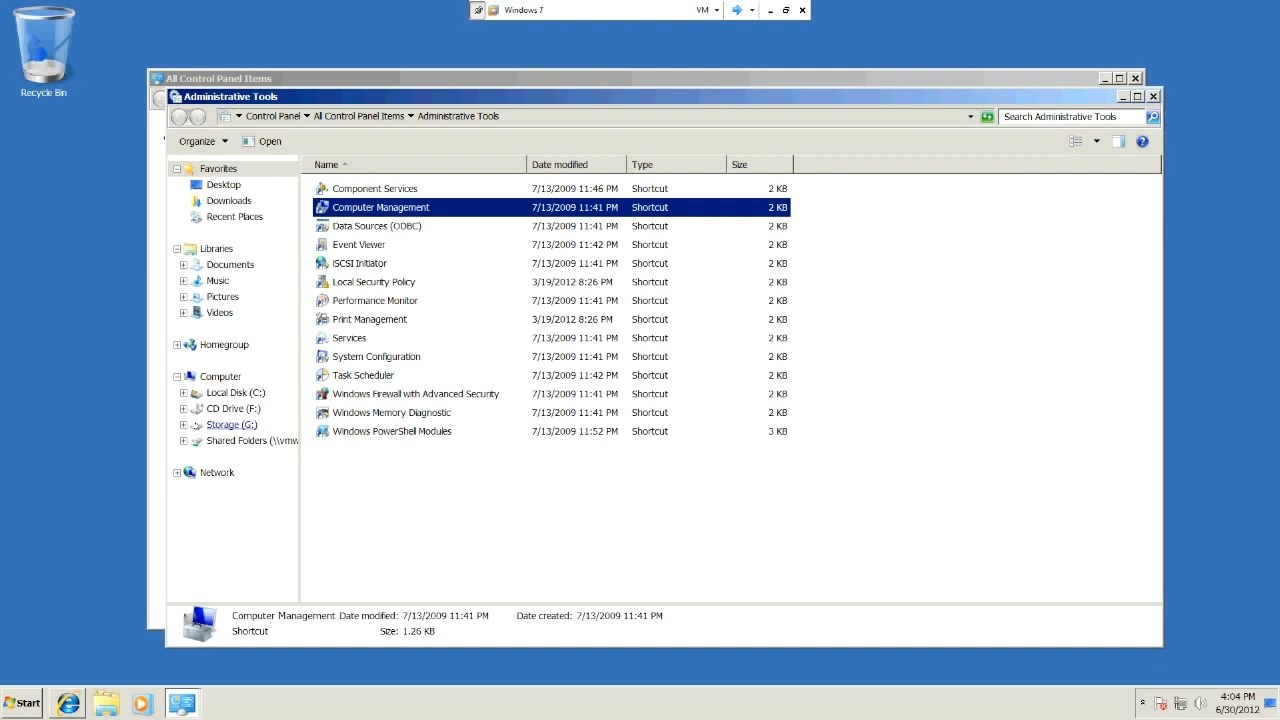 Windows 7 VM
Recycle Bin
All Control Panel Items
Administrative Tools
Control Panel All Control Panel Items Administrative Tools Search Administrative Tools
Organize Open
Favorites
Desktop
Downloads
Recent Places
Libraries
Documents
Music
Pictures
Videos
Homegroup
Computer
Local Disk (C:)
CD Drive (F:)
Storage (G:)
Shared Folders (\\vmw
Network
Name Date modified Type Size
Component Services 7/13/2009 11:46 PM Shortcut 2 KB
Computer Management 7/13/2009 11:41 PM Shortcut 2 KB
Data Sources (ODBC) 7/13/2009 11:41 PM Shortcut 2 KB
Event Viewer 7/13/2009 11:42 PM Shortcut 2 KB
iSCSI Initiator 7/13/2009 11:41 PM Shortcut 2 KB
Local Security Policy 3/19/2012 8:26 PM Shortcut 2 KB
Performance Monitor 7/13/2009 11:41 PM Shortcut 2 KB
Print Management 3/19/2012 8:26 PM Shortcut 2 KB
Services 7/13/2009 11:41 PM Shortcut 2 KB
System Configuration 7/13/2009 11:41 PM Shortcut 2 KB
Task Scheduler 7/13/2009 11:42 PM Shortcut 2 KB
Windows Firewall with Advanced Security 7/13/2009 11:41 PM Shortcut 2 KB
Windows Memory Diagnostic 7/13/2009 11:41 PM Shortcut 2 KB
Windows PowerShell Modules 7/13/2009 11:52 PM Shortcut 3 KB
Computer Management Date modified: 7/13/2009 11:41 PM Date created: 7/13/2009 11:41 PM
Shortcut Size: 1.26 KB
Start
4:04 PM
6/30/2012